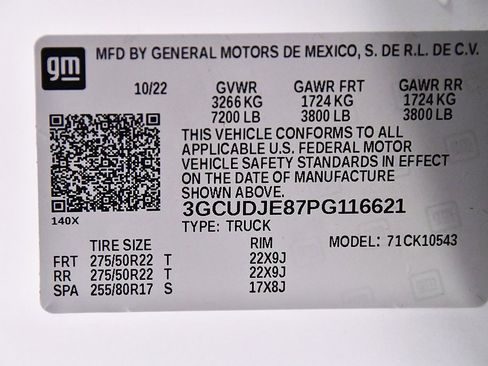 gm
MFD BY GENERAL MOTORS DE MEXICO, S. DE R.L. DE C.V.
10/22 GVWR GAWR FRT GAWR RR
3266 KG 1724 KG 1724 KG
7200 LB 3800 LB 3800 LB
THIS VEHICLE CONFORMS TO ALL
APPLICABLE U.S. FEDERAL MOTOR
VEHICLE SAFETY STANDARDS IN EFFECT
ON THE DATE OF MANUFACTURE
SHOWN ABOVE.
140X
3GCUDJE87PG116621
TYPE: TRUCK
TIRE SIZE RIM MODEL: 71CK10543
FRT 275/50R22 T 22X9J
RR 275/50R22 T 22X9J
SPA 255/80R17 S 17X8J